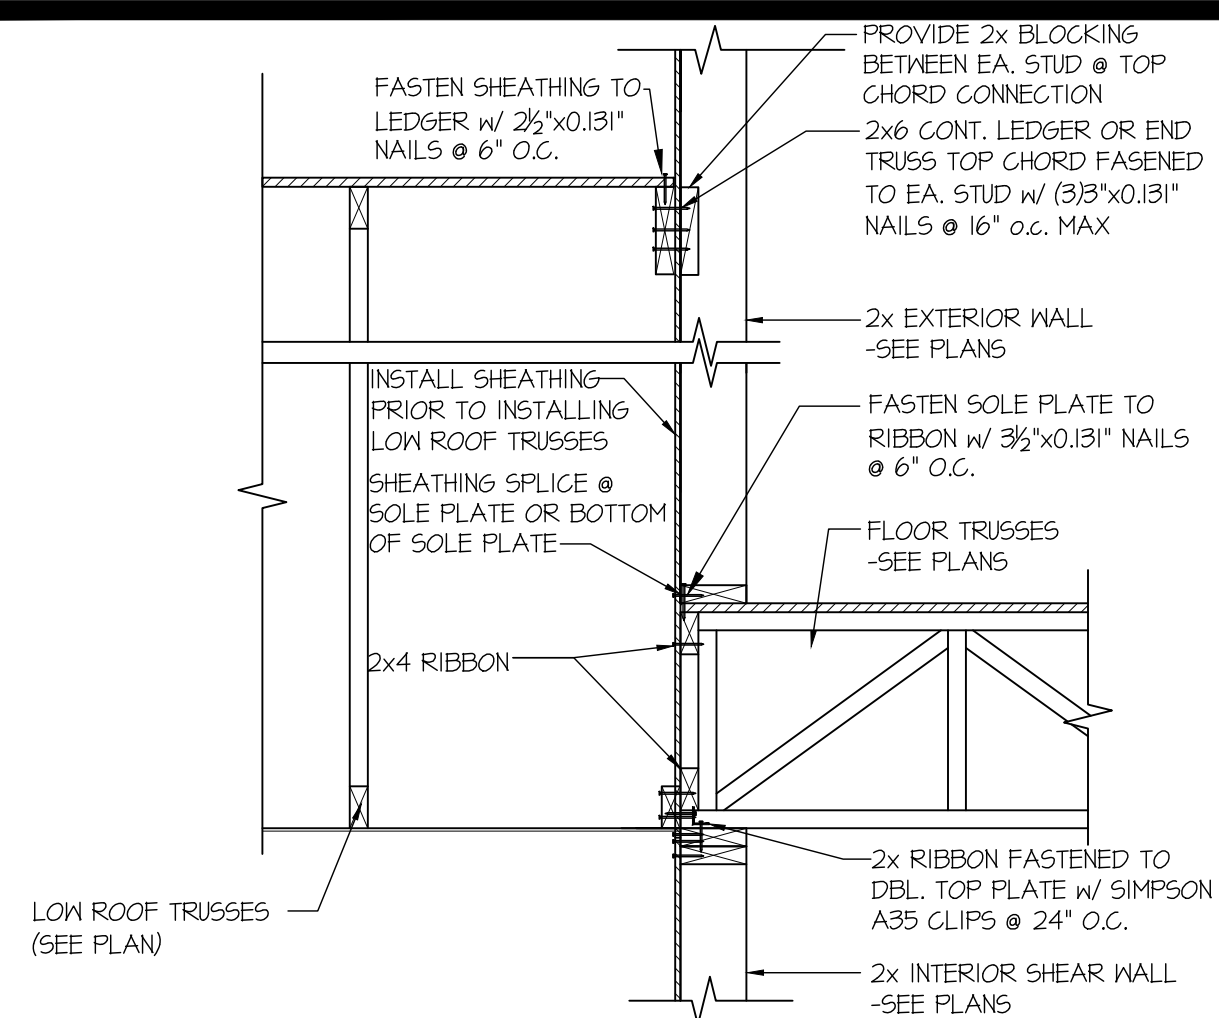 PROVIDE 2x BLOCKING
BETWEEN EA. STUD @ TOP
CHORD CONNECTION
FASTEN SHEATHING TO
LEDGER w/ 2½"x0.131"
NAILS @ 6" O.C.
2x6 CONT. LEDGER OR END
TRUSS TOP CHORD FASENED
TO EA. STUD w/ (3)3"x0.131"
NAILS @ 16" o.c. MAX
2x EXTERIOR WALL
-SEE PLANS
INSTALL SHEATHING
PRIOR TO INSTALLING
LOW ROOF TRUSSES
FASTEN SOLE PLATE TO
RIBBON w/ 3½"x0.131" NAILS
@ 6" O.C.
SHEATHING SPLICE @
SOLE PLATE OR BOTTOM
OF SOLE PLATE
FLOOR TRUSSES
-SEE PLANS
2x4 RIBBON
2x RIBBON FASTENED TO
DBL. TOP PLATE w/ SIMPSON
A35 CLIPS @ 24" O.C.
LOW ROOF TRUSSES
(SEE PLAN)
2x INTERIOR SHEAR WALL
-SEE PLANS